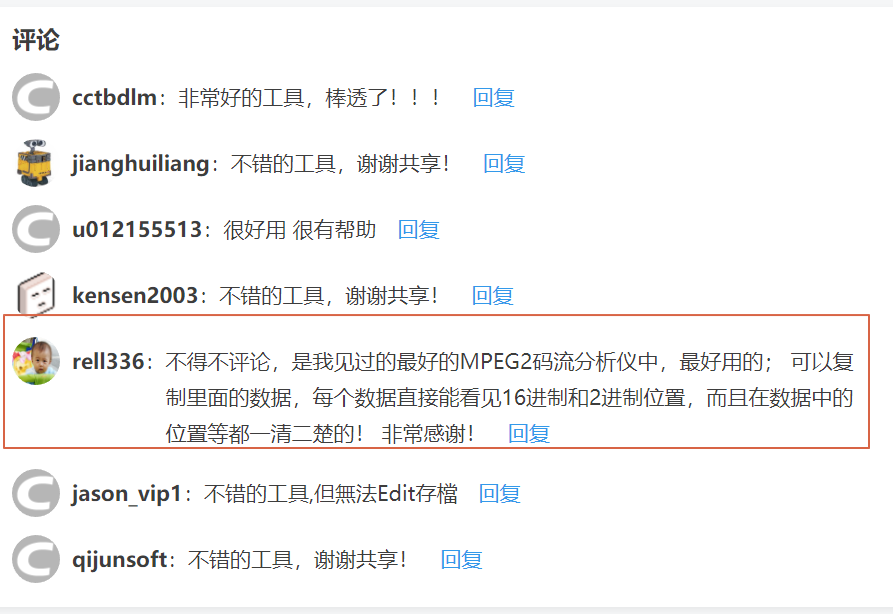 评论
cctbdlm：非常好的工具，棒透了！！！ 回复
jianghuiliang：不错的工具，谢谢共享！ 回复
u012155513：很好用 很有帮助 回复
kensen2003：不错的工具，谢谢共享！ 回复
rell336：不得不评论，是我见过的最好的MPEG2码流分析仪中，最好用的； 可以复
制里面的数据，每个数据直接能看见16进制和2进制位置，而且在数据中的
位置等都一清二楚的！ 非常感谢！ 回复
jason_vip1：不错的工具,但無法Edit存檔 回复
qijunsoft：不错的工具，谢谢共享！ 回复